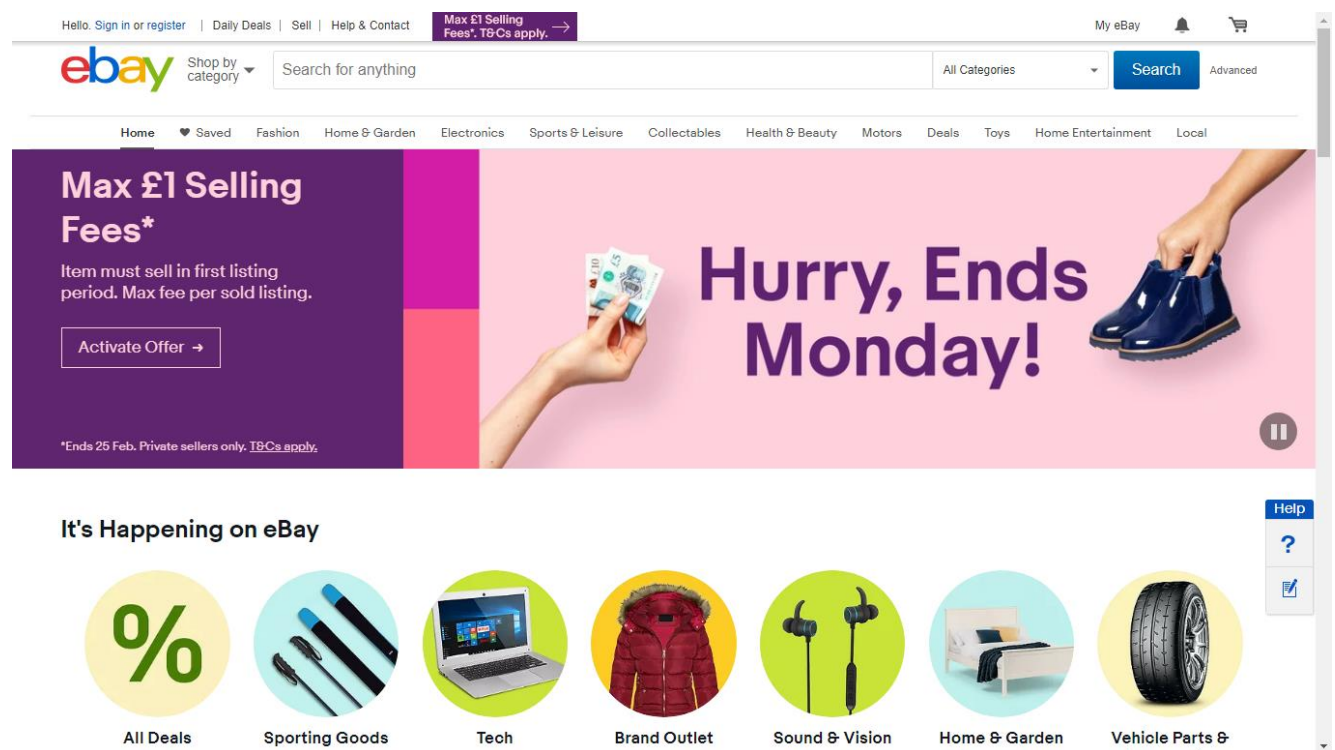 Hello. Sign in or register | Daily Deals | Sell | Help & Contact
Max £1 Selling
Fees*. T&Cs apply.
My eBay
ebay
Shop by
category
Search for anything
All Categories
Search
Advanced
Home
Saved
Fashion
Home & Garden
Electronics
Sports & Leisure
Collectables
Health & Beauty
Motors
Deals
Toys
Home Entertainment
Local
Max £1 Selling
Fees*
Item must sell in first listing
period. Max fee per sold listing.
Activate Offer →
*Ends 25 Feb. Private sellers only. T&Cs apply.
£10
£5
Hurry, Ends
Monday!
It's Happening on eBay
Help
?
%
All Deals
Sporting Goods
Tech
Brand Outlet
Sound & Vision
Home & Garden
Vehicle Parts &